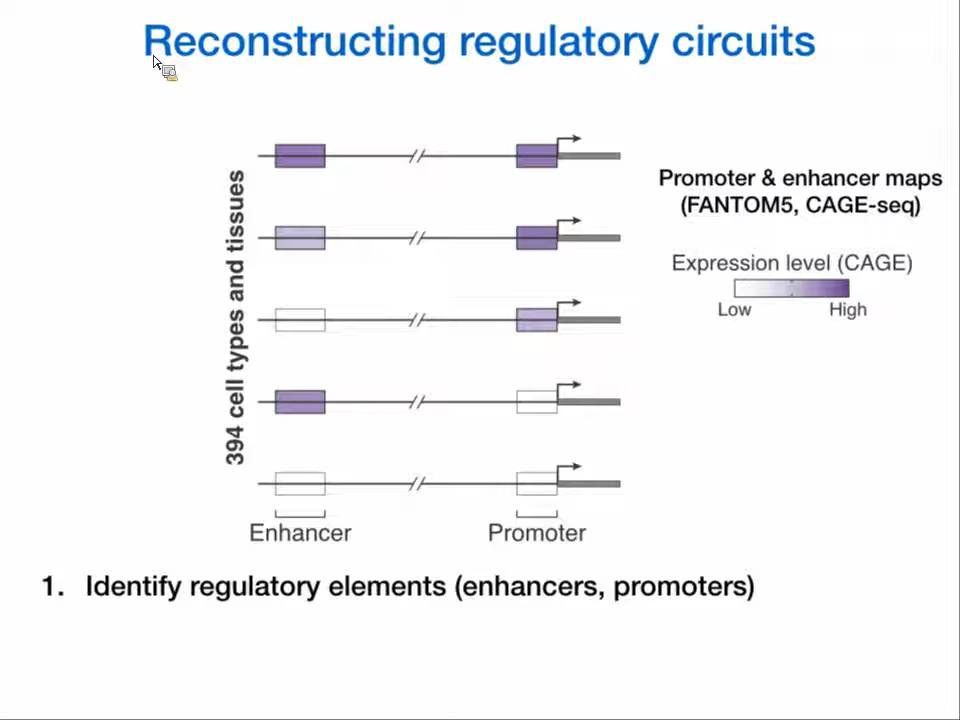 Reconstructing regulatory circuits
394 cell types and tissues
Promoter & enhancer maps
(FANTOM5, CAGE-seq)
Expression level (CAGE)
Low High
Enhancer Promoter
1. Identify regulatory elements (enhancers, promoters)